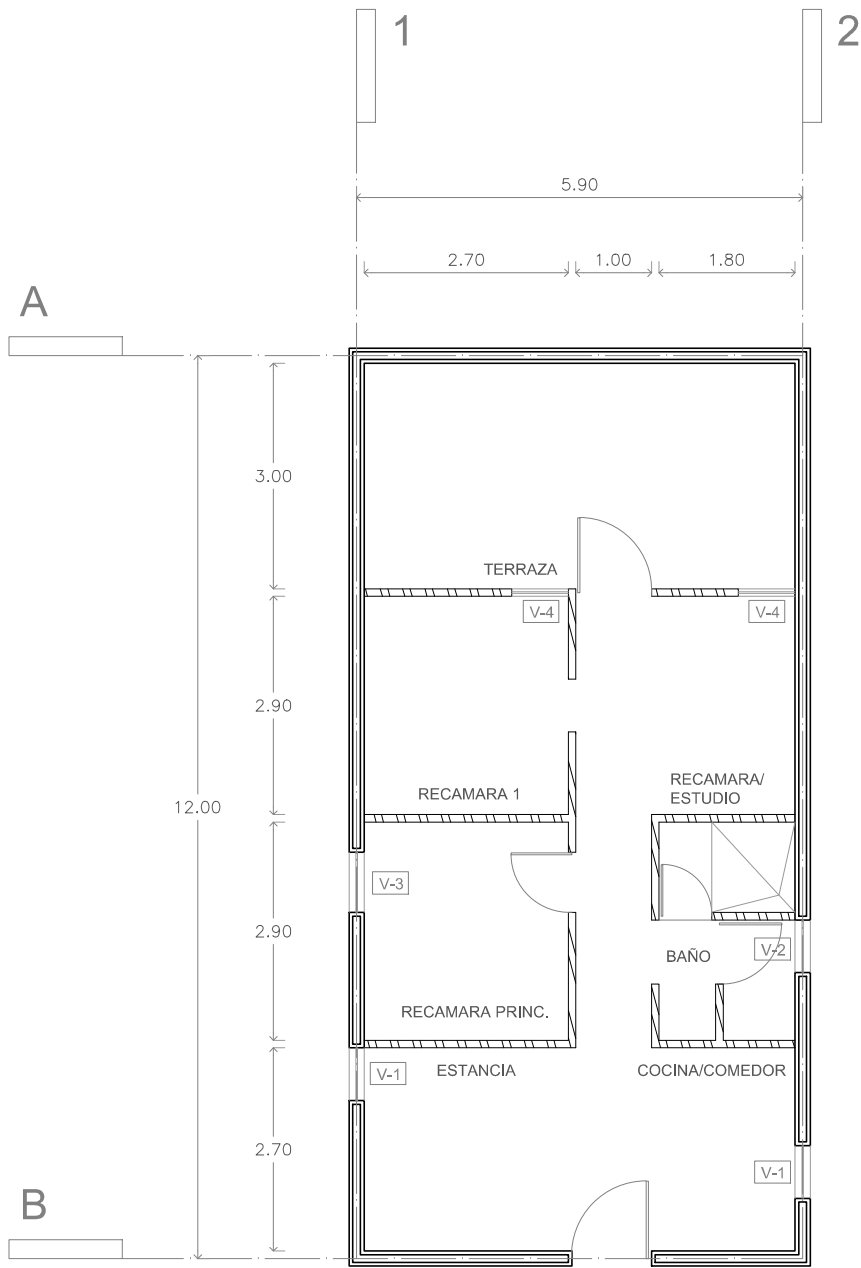 1
2
5.90
2.70
1.00
1.80
A
3.00
TERRAZA
V-4
V-4
2.90
RECAMARA/
ESTUDIO
RECAMARA 1
12.00
V-3
2.90
BAÑO
V-2
RECAMARA PRINC.
V-1
ESTANCIA
COCINA/COMEDOR
2.70
V-1
B